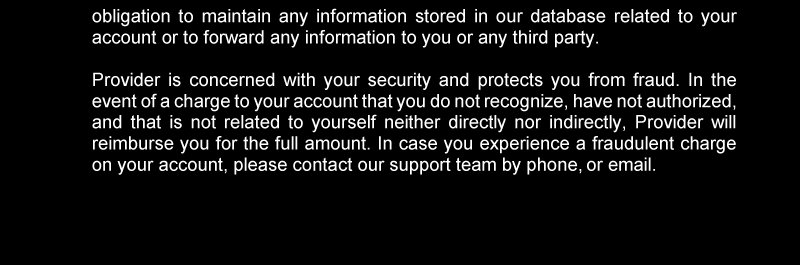 obligation to maintain any information stored in our database related to your
account or to forward any information to you or any third party.
Provider is concerned with your security and protects you from fraud. In the
event of a charge to your account that you do not recognize, have not authorized,
and that is not related to yourself neither directly nor indirectly, Provider will
reimburse you for the full amount. In case you experience a fraudulent charge
on your account, please contact our support team by phone, or email.